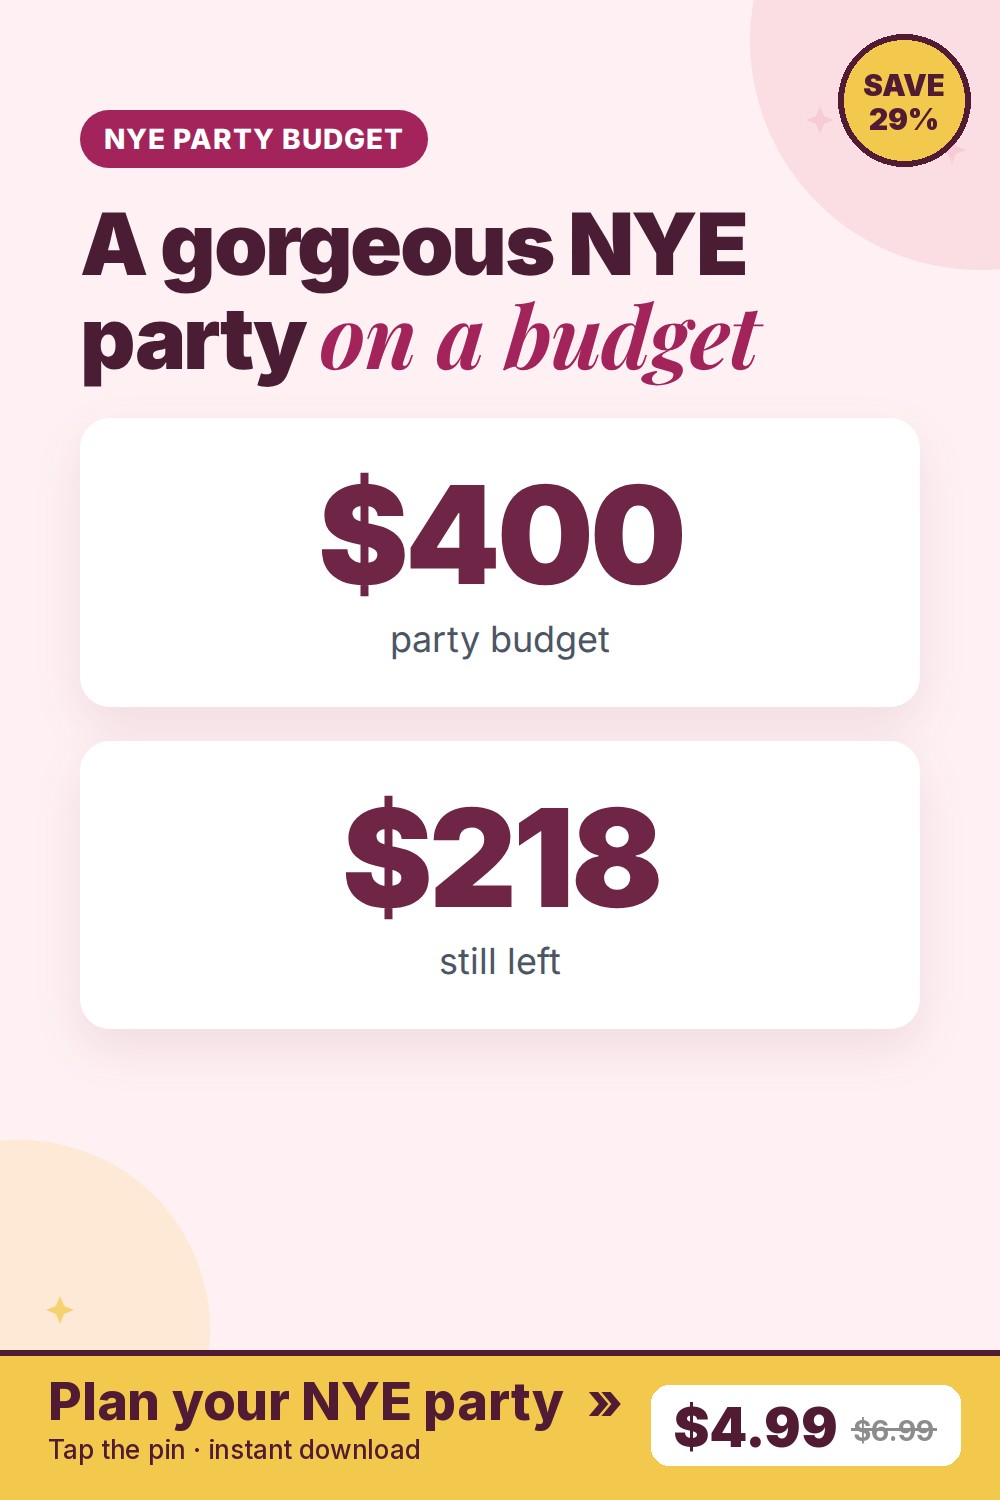 SAVE
29%
NYE PARTY BUDGET
A gorgeous NYE
party on a budget
$400
party budget
$218
still left
Plan your NYE party »
Tap the pin · instant download
$4.99 $6.99